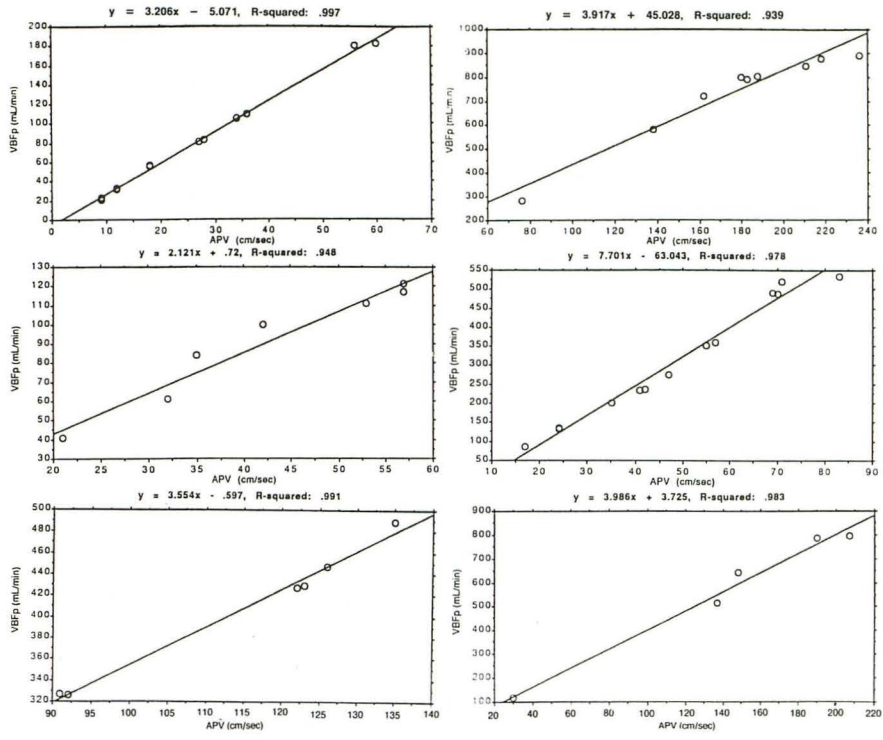 y = 3.206x - 5.071, R-squared: .997
VBFp (mL/min)
200
180
160
140
120
100
80
60
40
20
0
0 10 20 30 40 50 60 70
APV (cm/sec)
y = 3.917x + 45.028, R-squared: .939
VBFp (mL/min)
1000
900
800
700
600
500
400
300
200
60 80 100 120 140 160 180 200 220 240
APV (cm/sec)
y = 2.121x + .72, R-squared: .948
VBFp (mL/min)
130
120
110
100
90
80
70
60
50
40
30
20 25 30 35 40 45 50 55 60
APV (cm/sec)
y = 7.701x - 63.043, R-squared: .978
VBFp (mL/min)
550
500
450
400
350
300
250
200
150
100
50
10 20 30 40 50 60 70 80 90
APV (cm/sec)
y = 3.554x - .597, R-squared: .991
VBFp (mL/min)
500
480
460
440
420
400
380
360
340
320
90 95 100 105 110 115 120 125 130 135 140
APV (cm/sec)
y = 3.986x + 3.725, R-squared: .983
VBFp (mL/min)
900
800
700
600
500
400
300
200
100
20 40 60 80 100 120 140 160 180 200 220
APV (cm/sec)